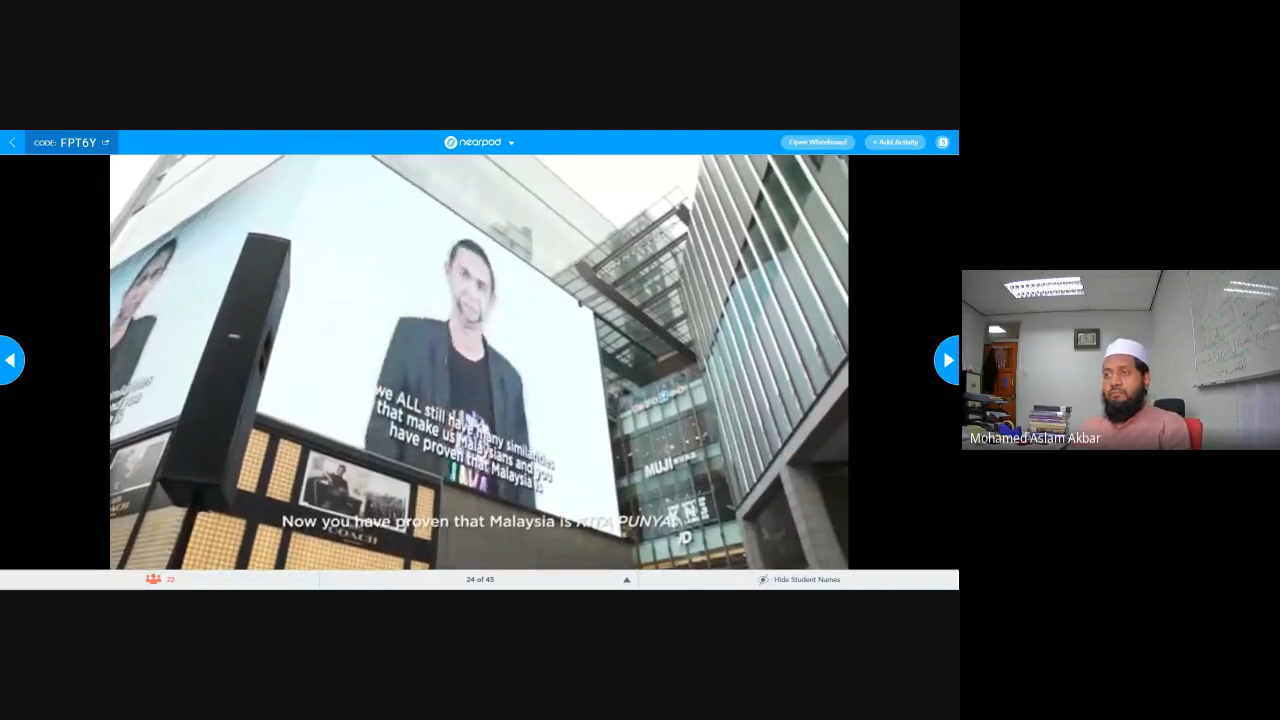 CODE: FPT6Y
nearpod
Open Whiteboard
+ Add Activity
we ALL still have many similarities
that make us Malaysians and you
have proven that Malaysia is
MUJI
COACH
Now you have proven that Malaysia is KITA PUNYA
22
24 of 45
Hide Student Names
Mohamed Aslam Akbar